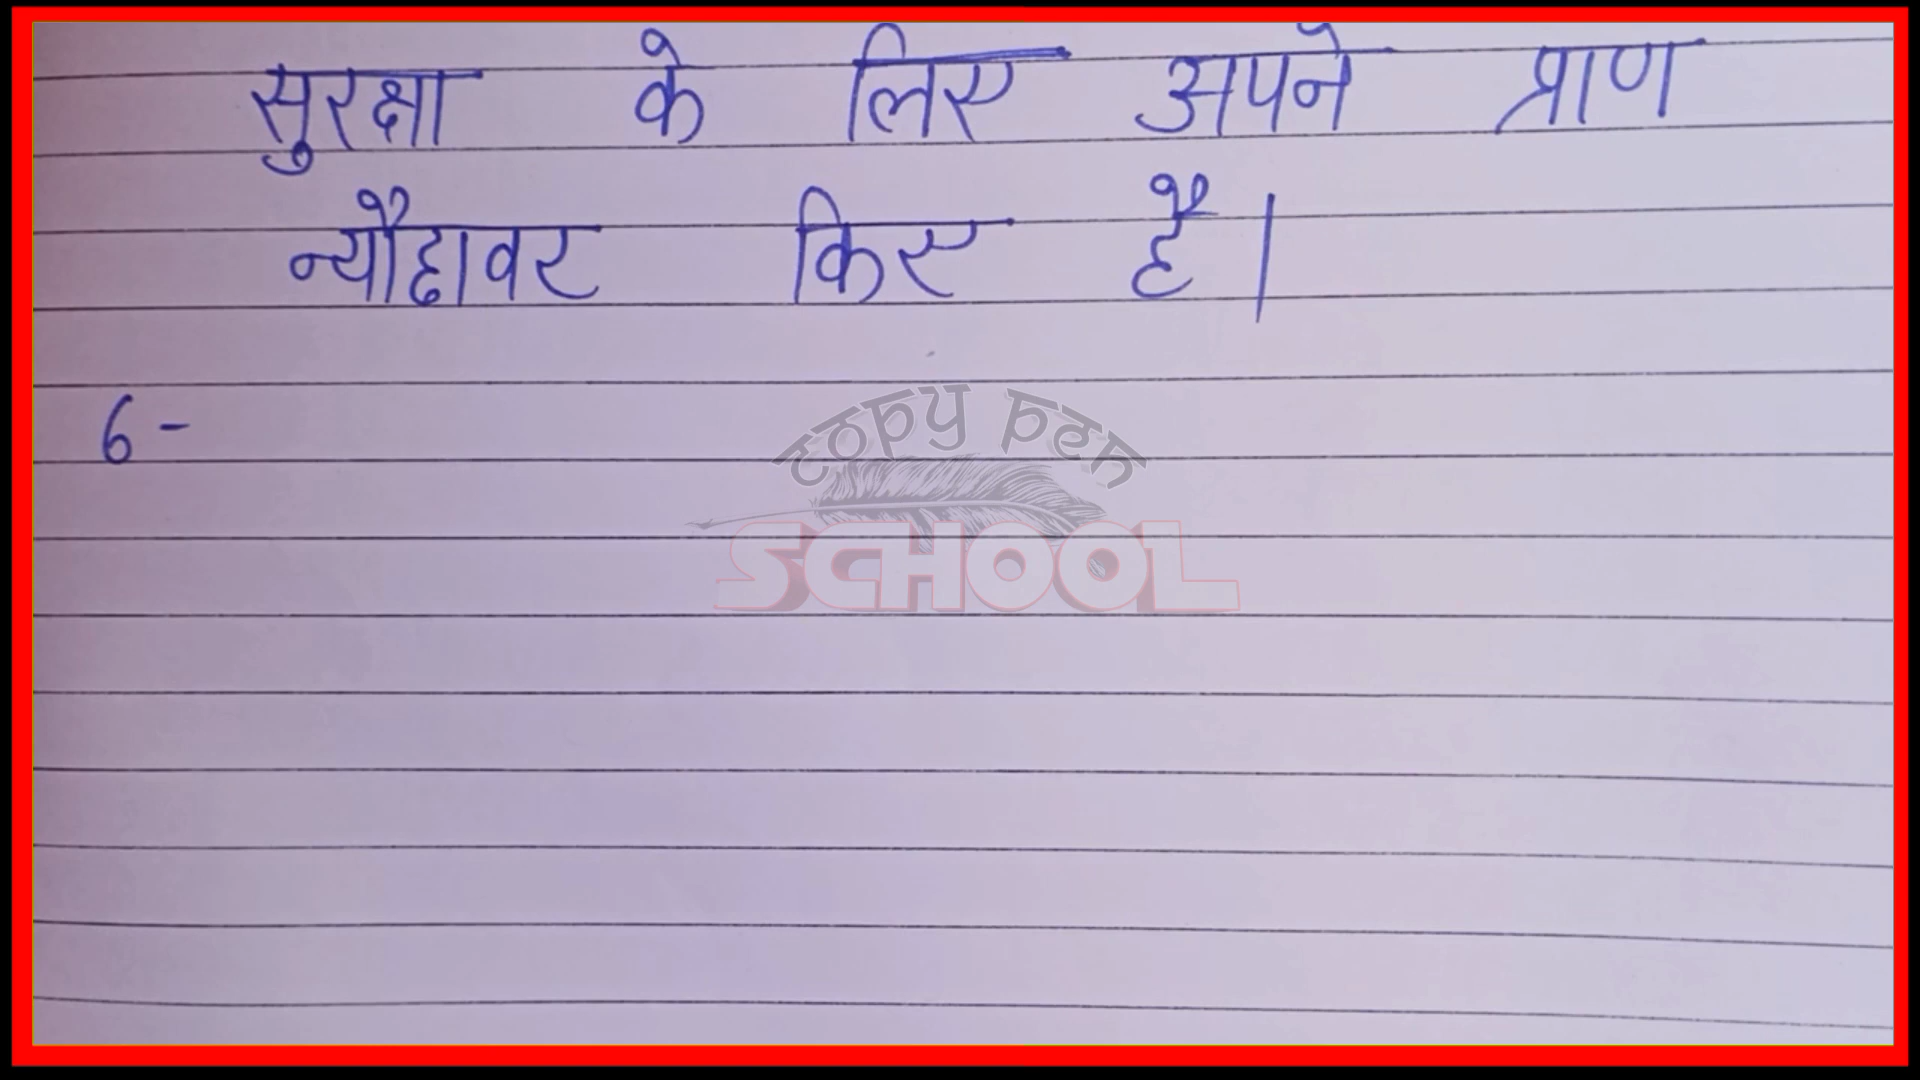 सुरक्षा के लिए अपने प्राण
न्यौछावर किए है।
6-
copy pen
SCHOOL